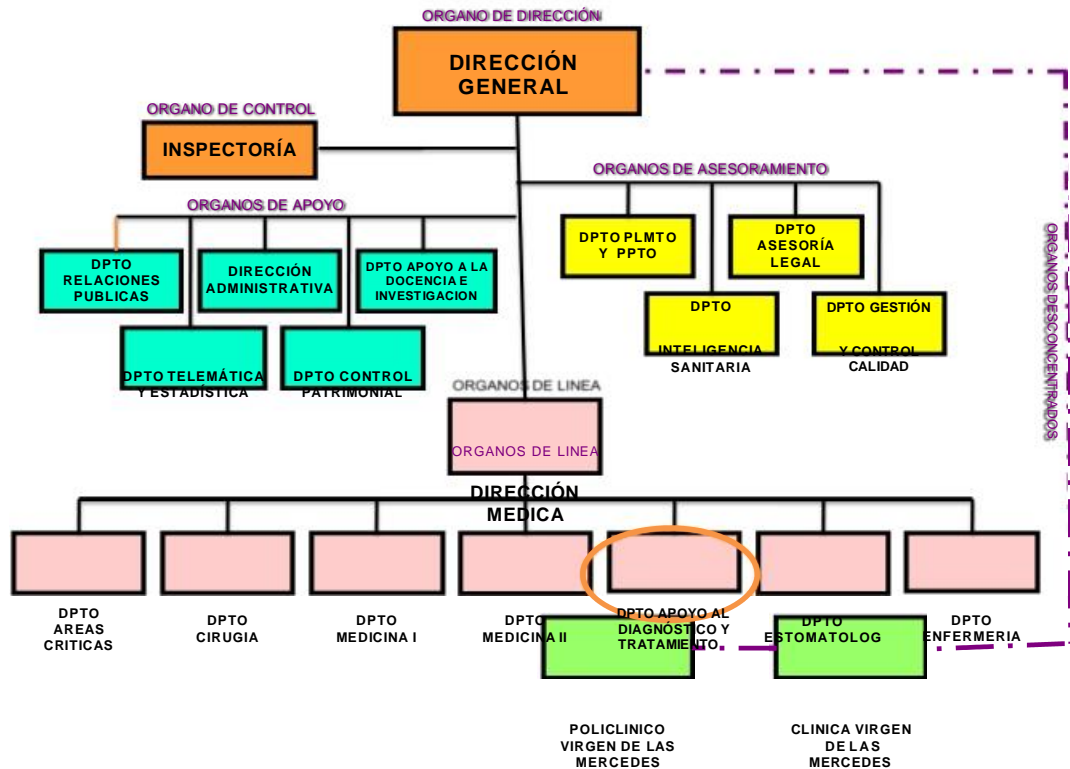 ORGANO DE DIRECCIÓN
DIRECCIÓN
GENERAL
ORGANO DE CONTROL
INSPECTORÍA
ORGANOS DE ASESORAMIENTO
ORGANOS DE APOYO
DPTO
RELACIONES
PUBLICAS
DIRECCIÓN
ADMINISTRATIVA
DPTO APOYO A LA
DOCENCIA E
INVESTIGACION
DPTO PLMTO
Y PPTO
DPTO
ASESORÍA
LEGAL
DPTO
INTELIGENCIA
SANITARIA
DPTO GESTIÓN
Y CONTROL
CALIDAD
DPTO TELEMÁTICA
Y ESTADÍSTICA
DPTO CONTROL
PATRIMONIAL
ORGANOS DESCONCENTRADOS
ORGANOS DE LINEA
ORGANOS DE LINEA
DIRECCIÓN
MEDICA
DPTO
AREAS
CRITICAS
DPTO
CIRUGIA
DPTO
MEDICINA I
DPTO
MEDICINA II
DPTO APOYO AL
DIAGNÓSTICO Y
TRATAMIENTO
DPTO
ESTOMATOLOG
DPTO
ENFERMERIA
POLICLINICO
VIRGEN DE LAS
MERCEDES
CLINICA VIRGEN
DE LAS
MERCEDES